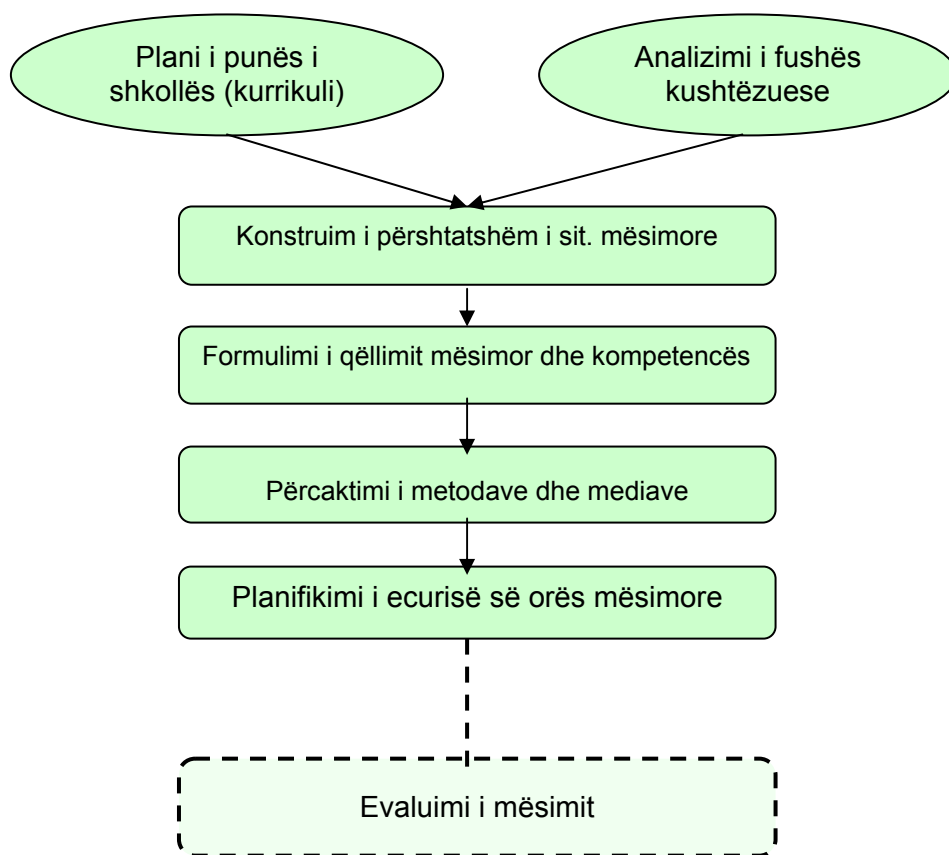 Plani i punës i
shkollës (kurrikuli)
Analizimi i fushës
kushtëzuese
Konstruim i përshtatshëm i sit. mësimore
Formulimi i qëllimit mësimor dhe kompetencës
Përcaktimi i metodave dhe mediave
Planifikimi i ecurisë së orës mësimore
Evaluimi i mësimit